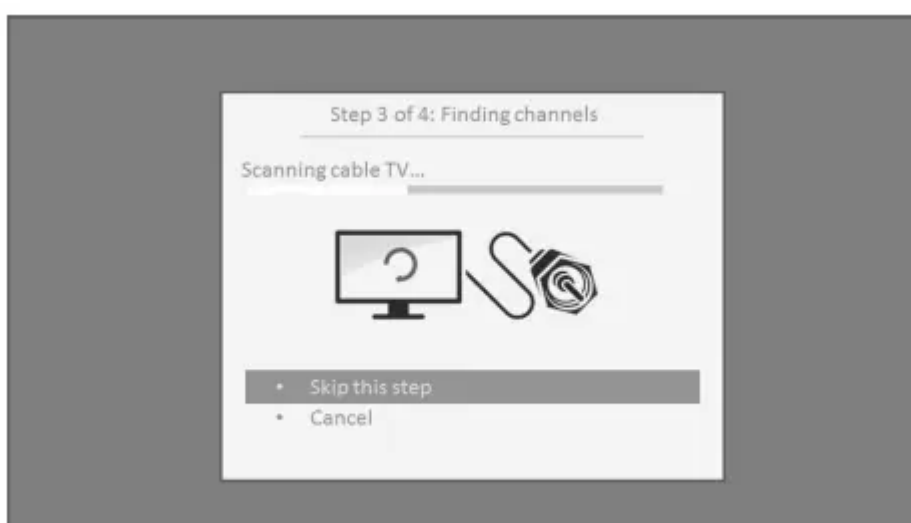 Step 3 of 4: Finding channels
Scanning cable TV...
• Skip this step
• Cancel